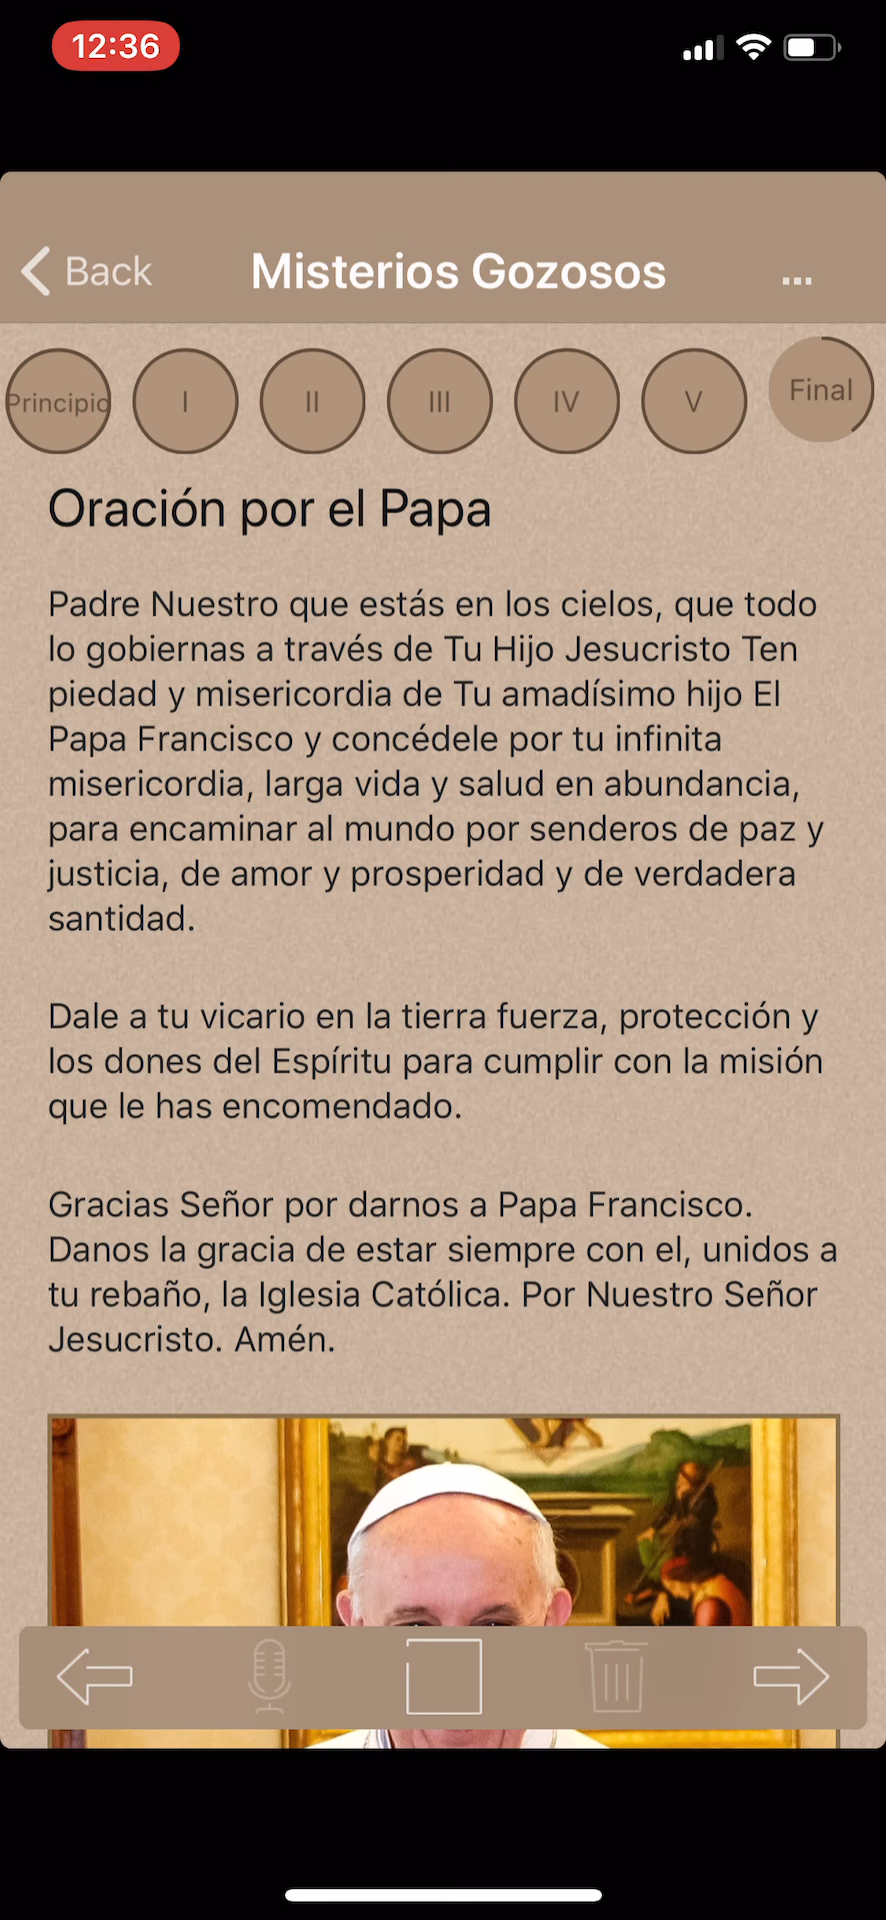 12:36
Back
Misterios Gozosos
...
Principio
I
II
III
IV
V
Final
Oración por el Papa
Padre Nuestro que estás en los cielos, que todo
lo gobiernas a través de Tu Hijo Jesucristo Ten
piedad y misericordia de Tu amadísimo hijo El
Papa Francisco y concédele por tu infinita
misericordia, larga vida y salud en abundancia,
para encaminar al mundo por senderos de paz y
justicia, de amor y prosperidad y de verdadera
santidad.
Dale a tu vicario en la tierra fuerza, protección y
los dones del Espíritu para cumplir con la misión
que le has encomendado.
Gracias Señor por darnos a Papa Francisco.
Danos la gracia de estar siempre con el, unidos a
tu rebaño, la Iglesia Católica. Por Nuestro Señor
Jesucristo. Amén.